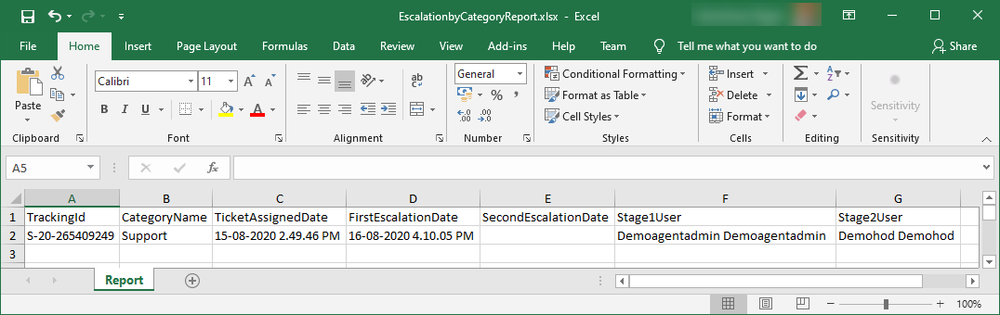 EscalationbyCategoryReport.xlsx - Excel
File Home Insert Page Layout Formulas Data Review View Add-ins Help Team Tell me what you want to do Share
Calibri 11 General Conditional Formatting Insert
Paste B I U Format as Table Delete Sensitivity
Cell Styles Format
Clipboard Font Alignment Number Styles Cells Editing Sensitivity
A5 fx
A B C D E F G
1 TrackingId CategoryName TicketAssignedDate FirstEscalationDate SecondEscalationDate Stage1User Stage2User
2 S-20-265409249 Support 15-08-2020 2.49.46 PM 16-08-2020 4.10.05 PM Demoagentadmin Demoagentadmin Demohod Demohod
3
Report
100%